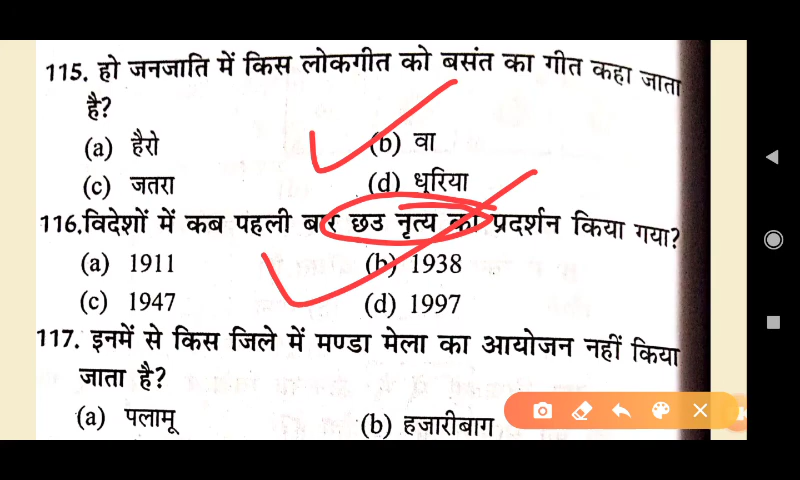 115. हो जनजाति में किस लोकगीत को बसंत का गीत कहा जाता
है?
(a) हैरो (b) वा
(c) जतरा (d) धूरिया
116.विदेशों में कब पहली बार छउ नृत्य का प्रदर्शन किया गया?
(a) 1911 (b) 1938
(c) 1947 (d) 1997
117. इनमें से किस जिले में मण्डा मेला का आयोजन नहीं किया
जाता है?
(a) पलामू (b) हजारीबाग